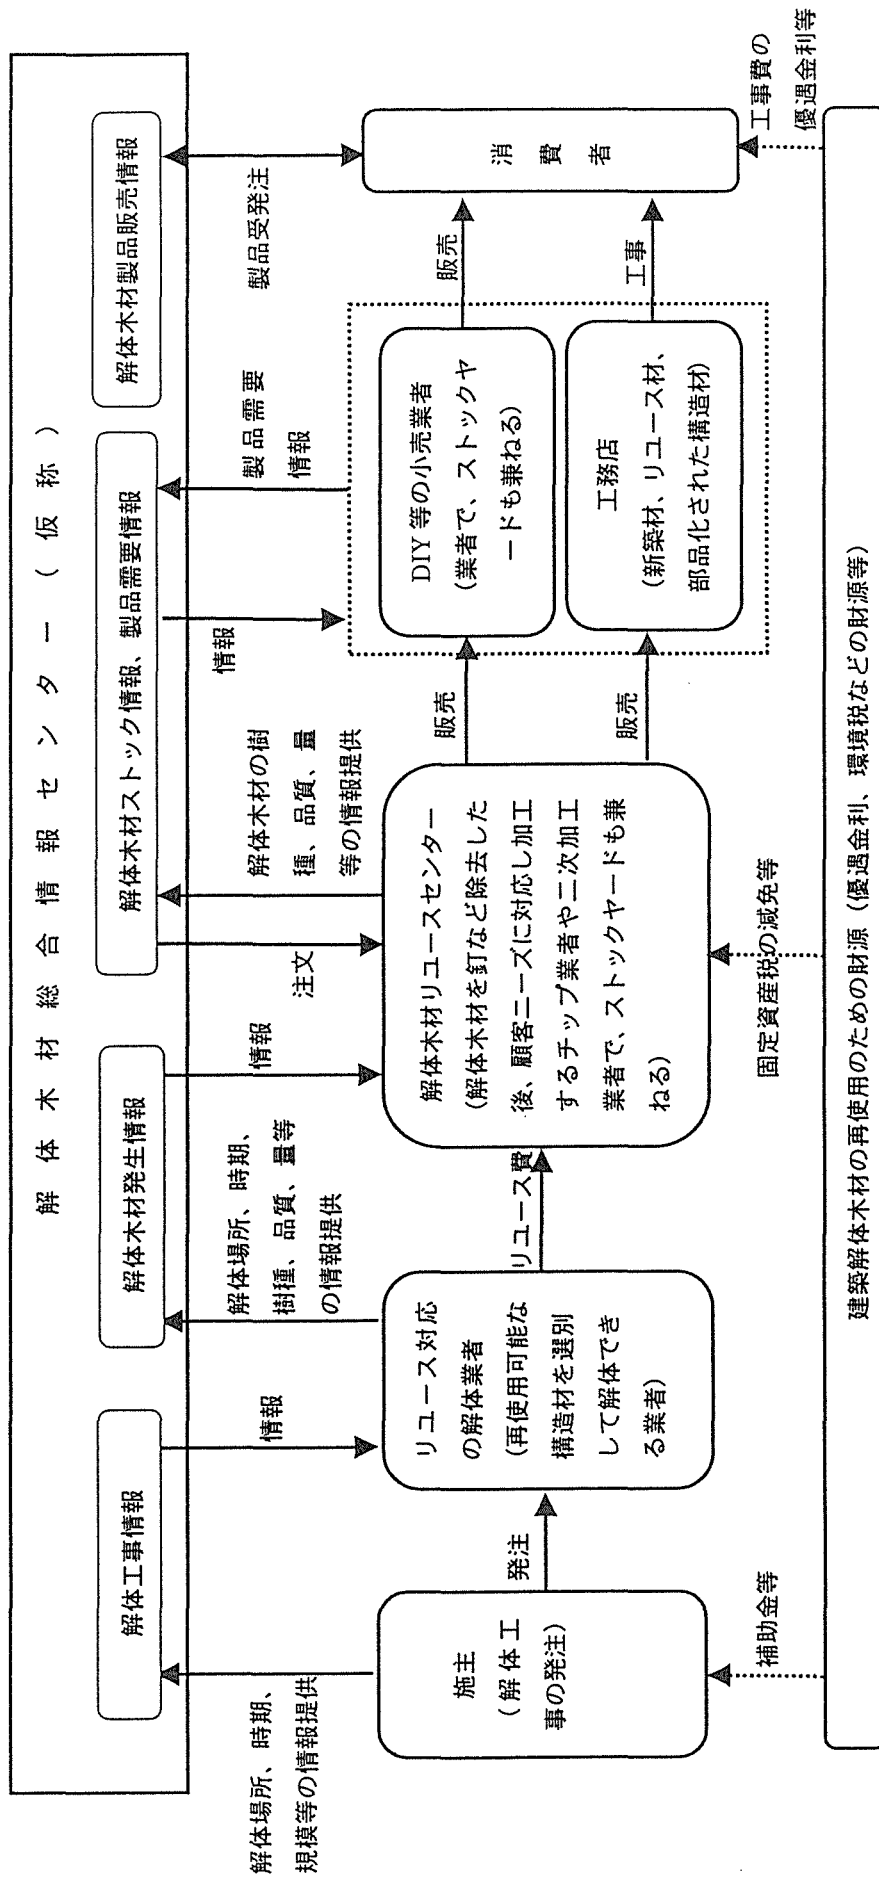 解体木材総合情報センター(仮称)
解体工事情報
解体木材発生情報
解体木材ストック情報、製品需要情報
解体木材製品販売情報
解体場所、時期、
規模等の情報提供
情報
解体場所、時期、
樹種、品質、量等
の情報提供
情報
注文
解体木材の樹
種、品質、量
等の情報提供
情報
製品需要
情報
製品受発注
施主
(解体工
事の発注)
発注
リユース対応
の解体業者
(再使用可能な
構造材を選別
して解体でき
る業者)
リユース費
解体木材リユースセンター
(解体木材を釘など除去した
後、顧客ニーズに対応し加工
するチップ業者や二次加工
業者で、ストックヤードも兼
ねる)
販売
販売
DIY 等の小売業者
(業者で、ストックヤ
ードも兼ねる)
工務店
(新築材、リユース材、
部品化された構造材)
販売
工事
消費者
補助金等
固定資産税の減免等
工事費の
優遇金利等
建築解体木材の再使用のための財源(優遇金利、環境税などの財源等)